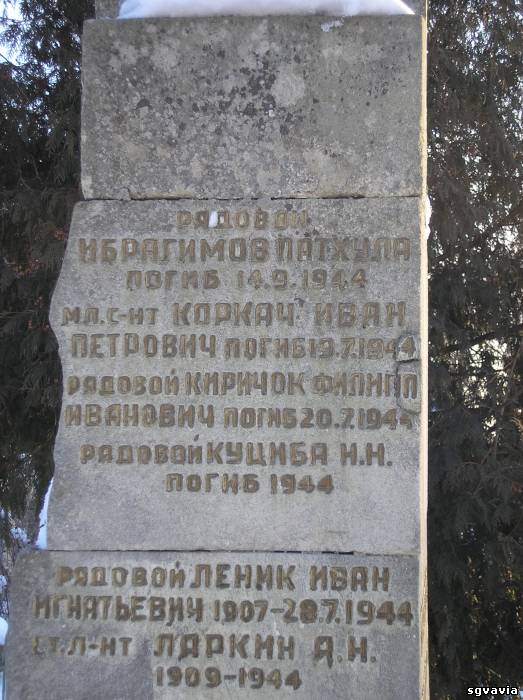 РЯДОВОЙ
ИБРАГИМОВ ПАТХУЛА
ПОГИБ 14.9.1944
МЛ. С-НТ КОРКАЧ ИВАН
ПЕТРОВИЧ ПОГИБ 19.7.1944
РЯДОВОЙ КИРИЧОК ФИЛИПП
ИВАНОВИЧ ПОГИБ 20.7.1944
РЯДОВОЙ КУЦИБА Н.Н.
ПОГИБ 1944
РЯДОВОЙ ЛЕНИК ИВАН
ИГНАТЬЕВИЧ 1907-28.7.1944
СТ. Л-НТ ЛАРКИН А.Н.
1909-1944
sgvavia